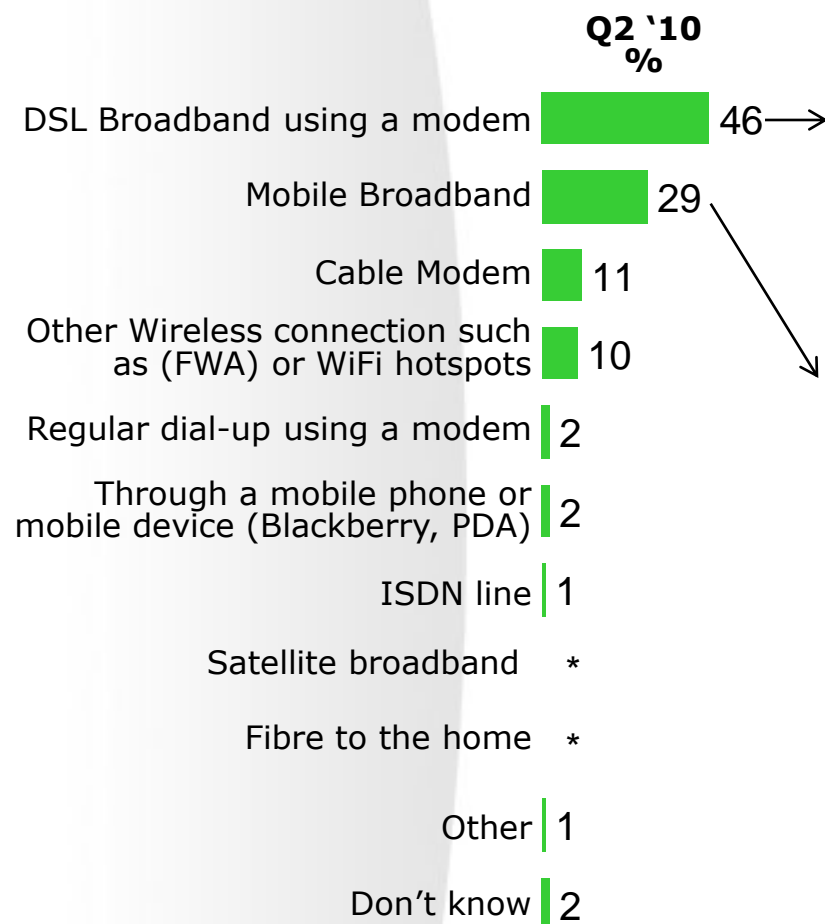 Q2 ‘10
%
DSL Broadband using a modem 46
Mobile Broadband 29
Cable Modem 11
Other Wireless connection such
as (FWA) or WiFi hotspots 10
Regular dial-up using a modem 2
Through a mobile phone or
mobile device (Blackberry, PDA) 2
ISDN line 1
Satellite broadband *
Fibre to the home *
Other 1
Don’t know 2